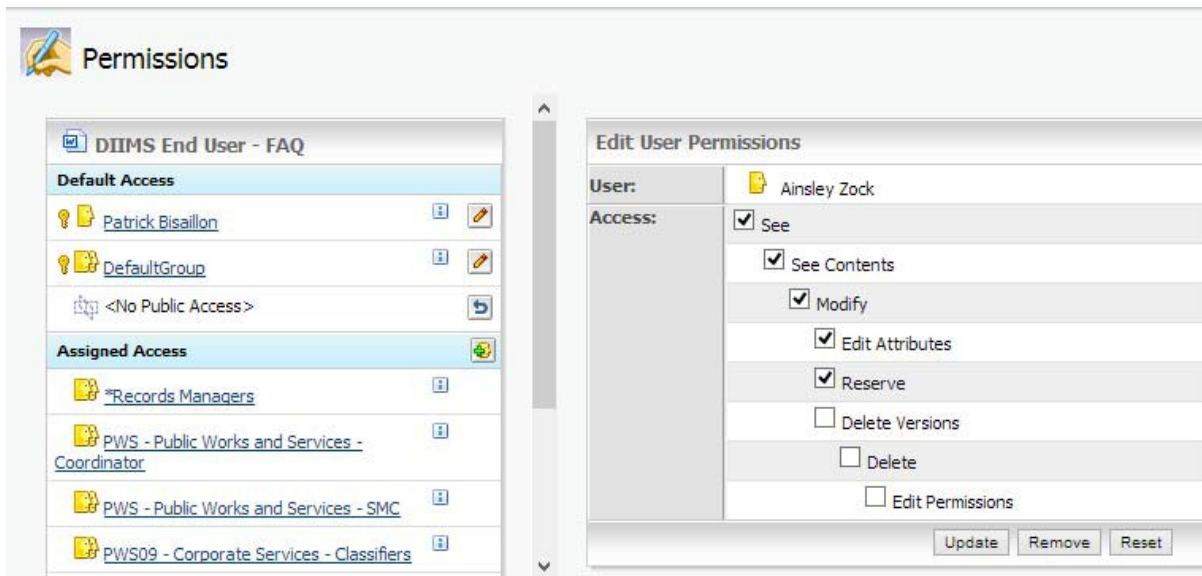 Permissions
DIIMS End User - FAQ
Default Access
Patrick Bisaillon
DefaultGroup
<No Public Access>
Assigned Access
*Records Managers
PWS - Public Works and Services -
Coordinator
PWS - Public Works and Services - SMC
PWS09 - Corporate Services - Classifiers
Edit User Permissions
User: Ainsley Zock
Access: See
See Contents
Modify
Edit Attributes
Reserve
Delete Versions
Delete
Edit Permissions
Update Remove Reset